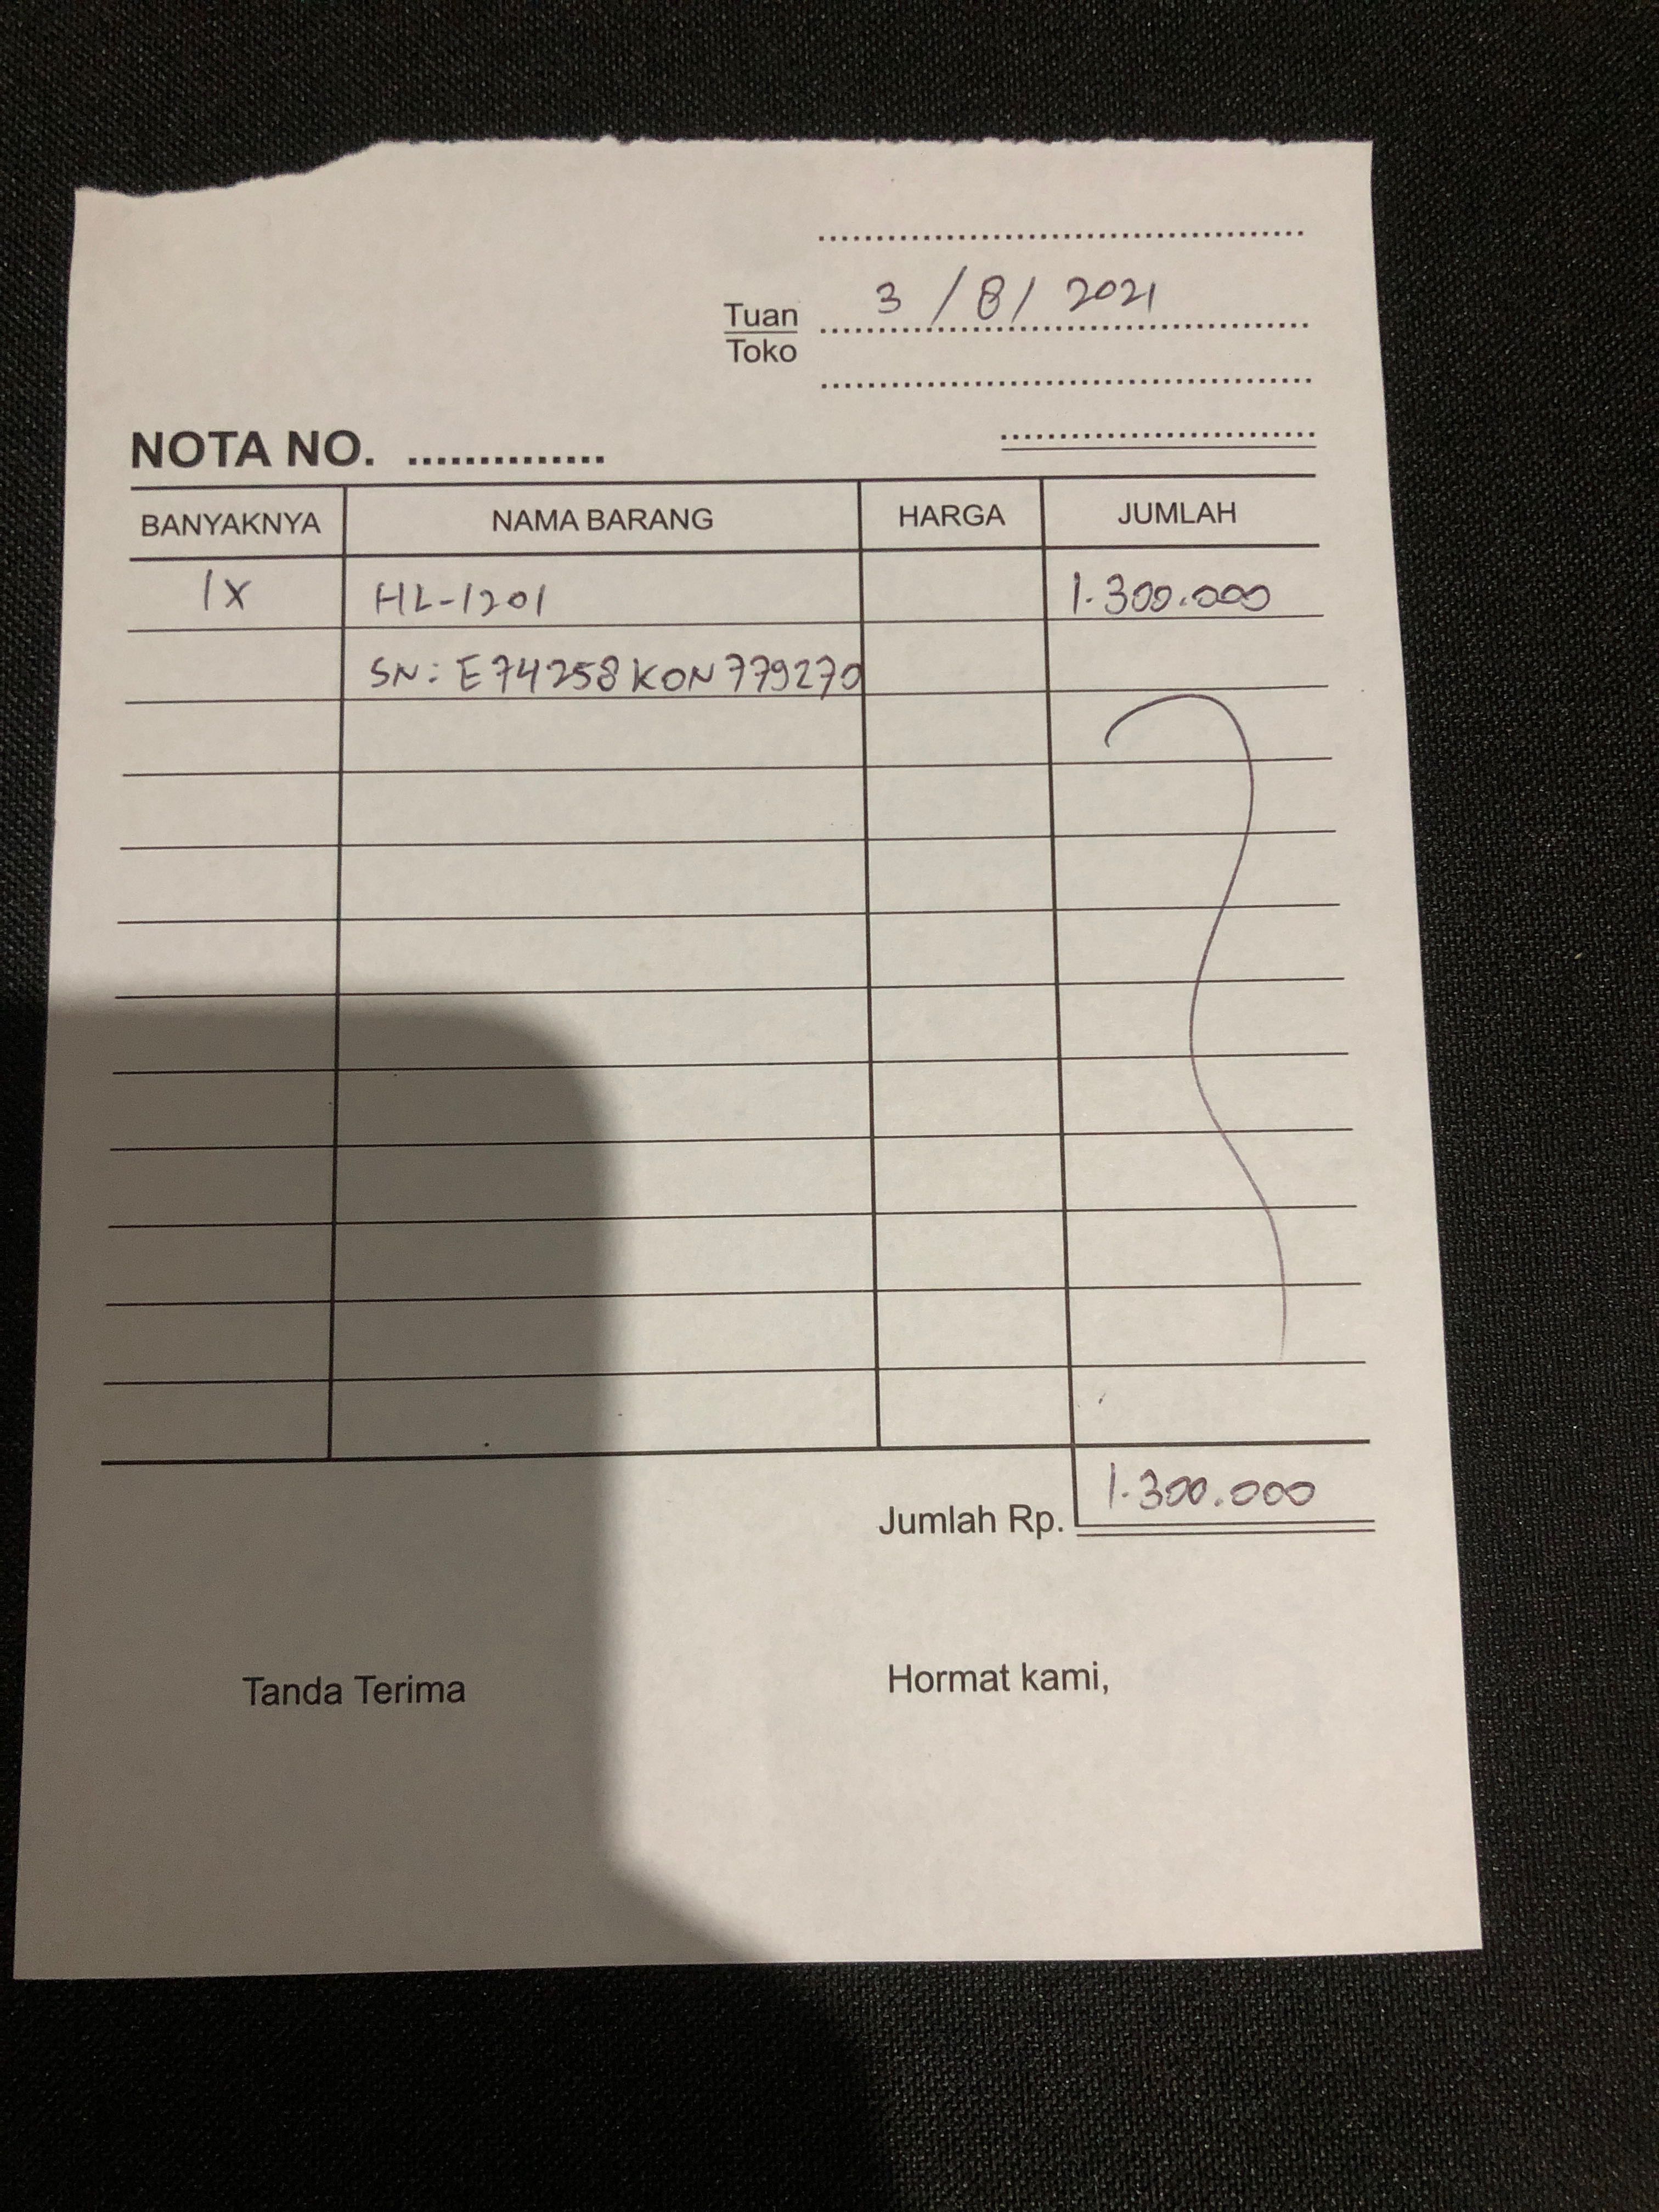 3/8/2021
Tuan
Toko
NOTA NO. ..............
BANYAKNYA NAMA BARANG HARGA JUMLAH
1x HL-1201 1.300.000
SN: E74258KON779270
Jumlah Rp. 1.300.000
Tanda Terima Hormat kami,